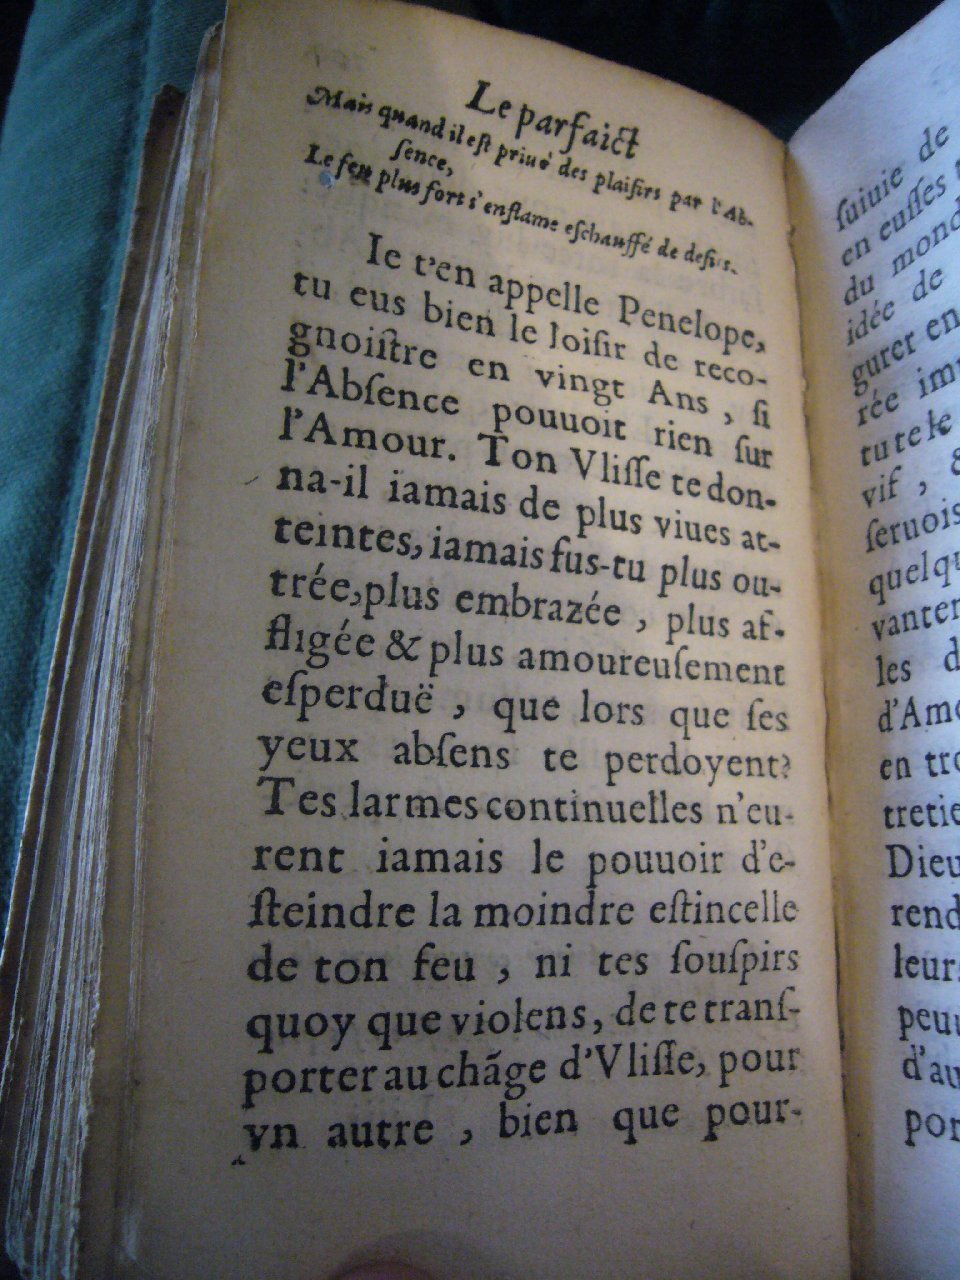 Le parfaict
Mais quand il est priué des plaisirs par l'Ab-
sence,
Le feu plus fort s'enflame eschauffé de desirs.
Ie t'en appelle Penelope,
tu eus bien le loisir de reco-
gnoistre en vingt Ans, si
l'Absence pouuoit rien sur
l'Amour. Ton Vlisse te don-
na-il iamais de plus viues at-
teintes, iamais fus-tu plus ou-
trée, plus embrazée, plus af-
fligée & plus amoureusement
esperduë, que lors que ses
yeux absens te perdoyent?
Tes larmes continuelles n'eu-
rent iamais le pouuoir d'e-
steindre la moindre estincelle
de ton feu, ni tes souspirs
quoy que violens, de te trans-
porter au chãge d'Vlisse, pour
vn autre, bien que pour-
suiuie de
en eusses
du mond
idée de
gurer en
rée im
tu te le
vif,
seruois
quelqu
vanter
les d
d'Amo
en tro
tretie
Dieu
rend
leur
peu
d'au
por